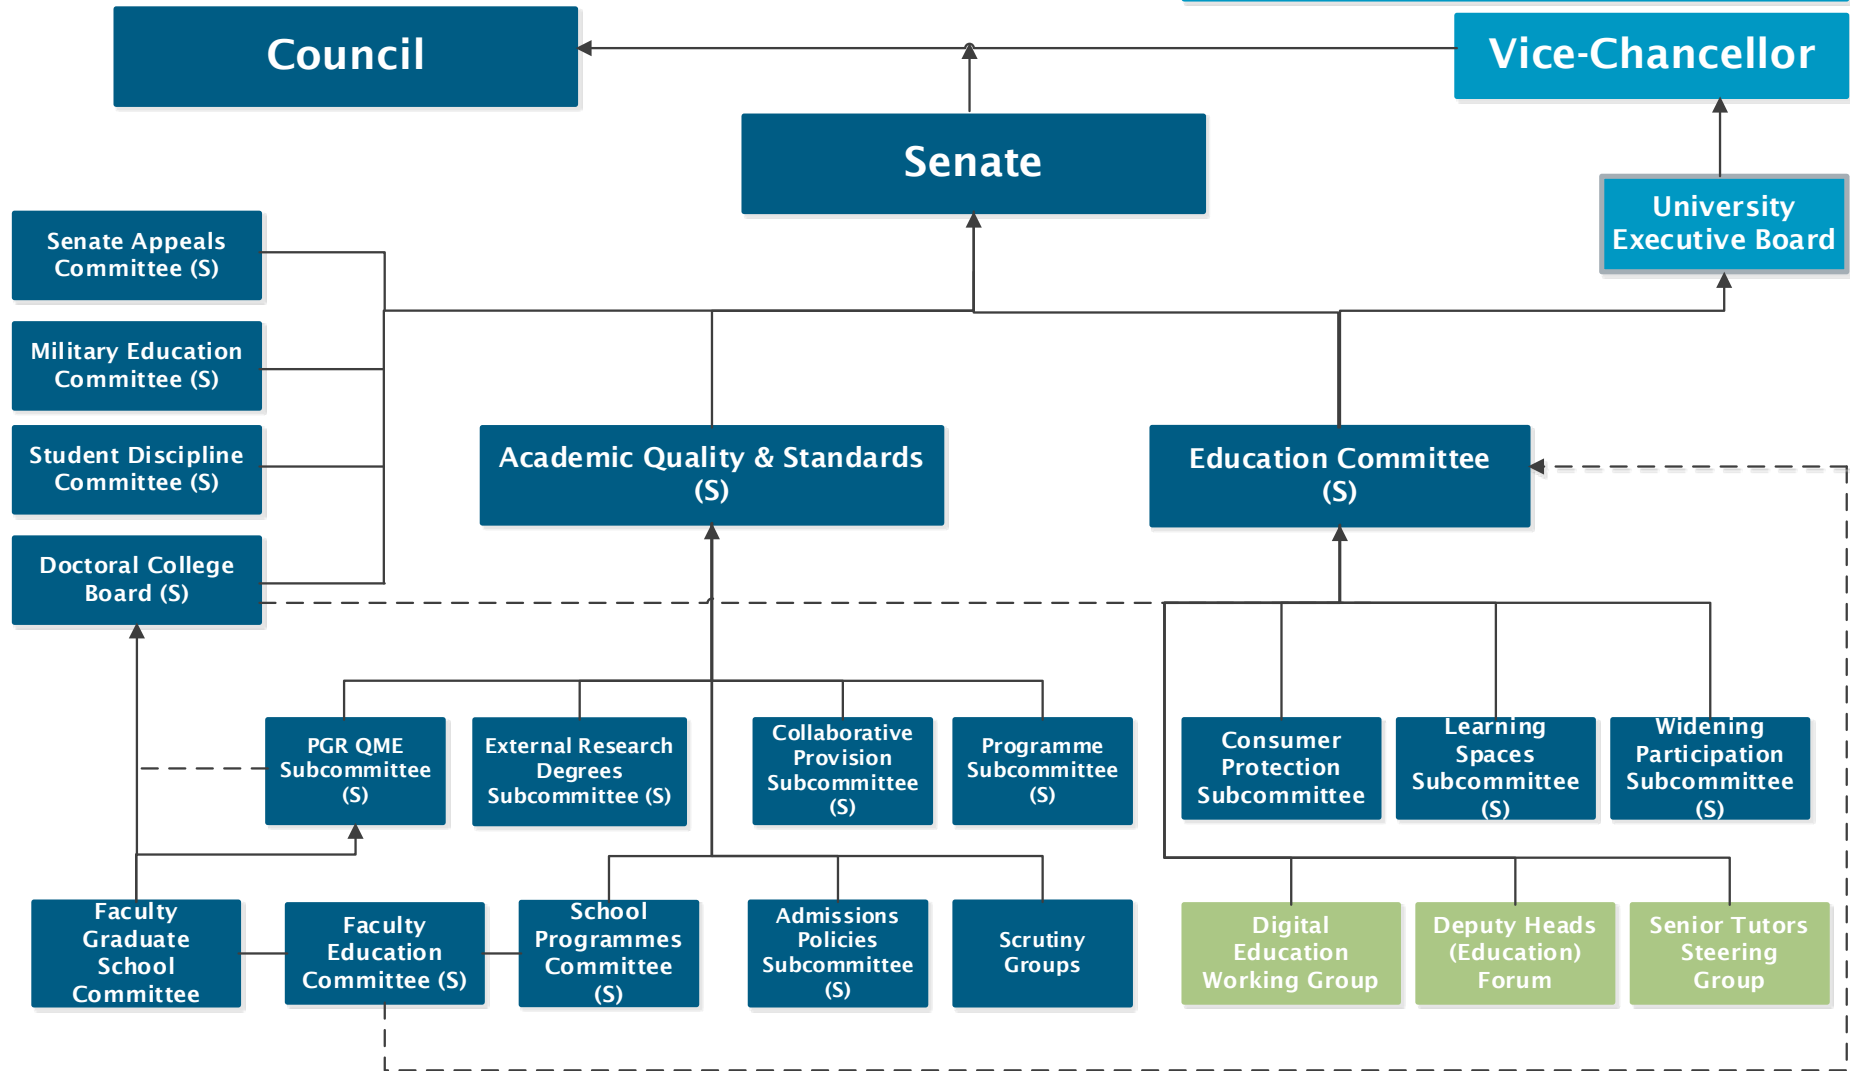 Council
Vice-Chancellor
Senate
University
Executive Board
Senate Appeals
Committee (S)
Military Education
Committee (S)
Student Discipline
Committee (S)
Doctoral College
Board (S)
Academic Quality & Standards
(S)
Education Committee
(S)
PGR QME
Subcommittee
(S)
External Research
Degrees
Subcommittee (S)
Collaborative
Provision
Subcommittee
(S)
Programme
Subcommittee
(S)
Consumer
Protection
Subcommittee
Learning
Spaces
Subcommittee
(S)
Widening
Participation
Subcommittee
(S)
Faculty
Graduate
School
Committee
Faculty
Education
Committee (S)
School
Programmes
Committee
(S)
Admissions
Policies
Subcommittee
(S)
Scrutiny
Groups
Digital
Education
Working Group
Deputy Heads
(Education)
Forum
Senior Tutors
Steering
Group